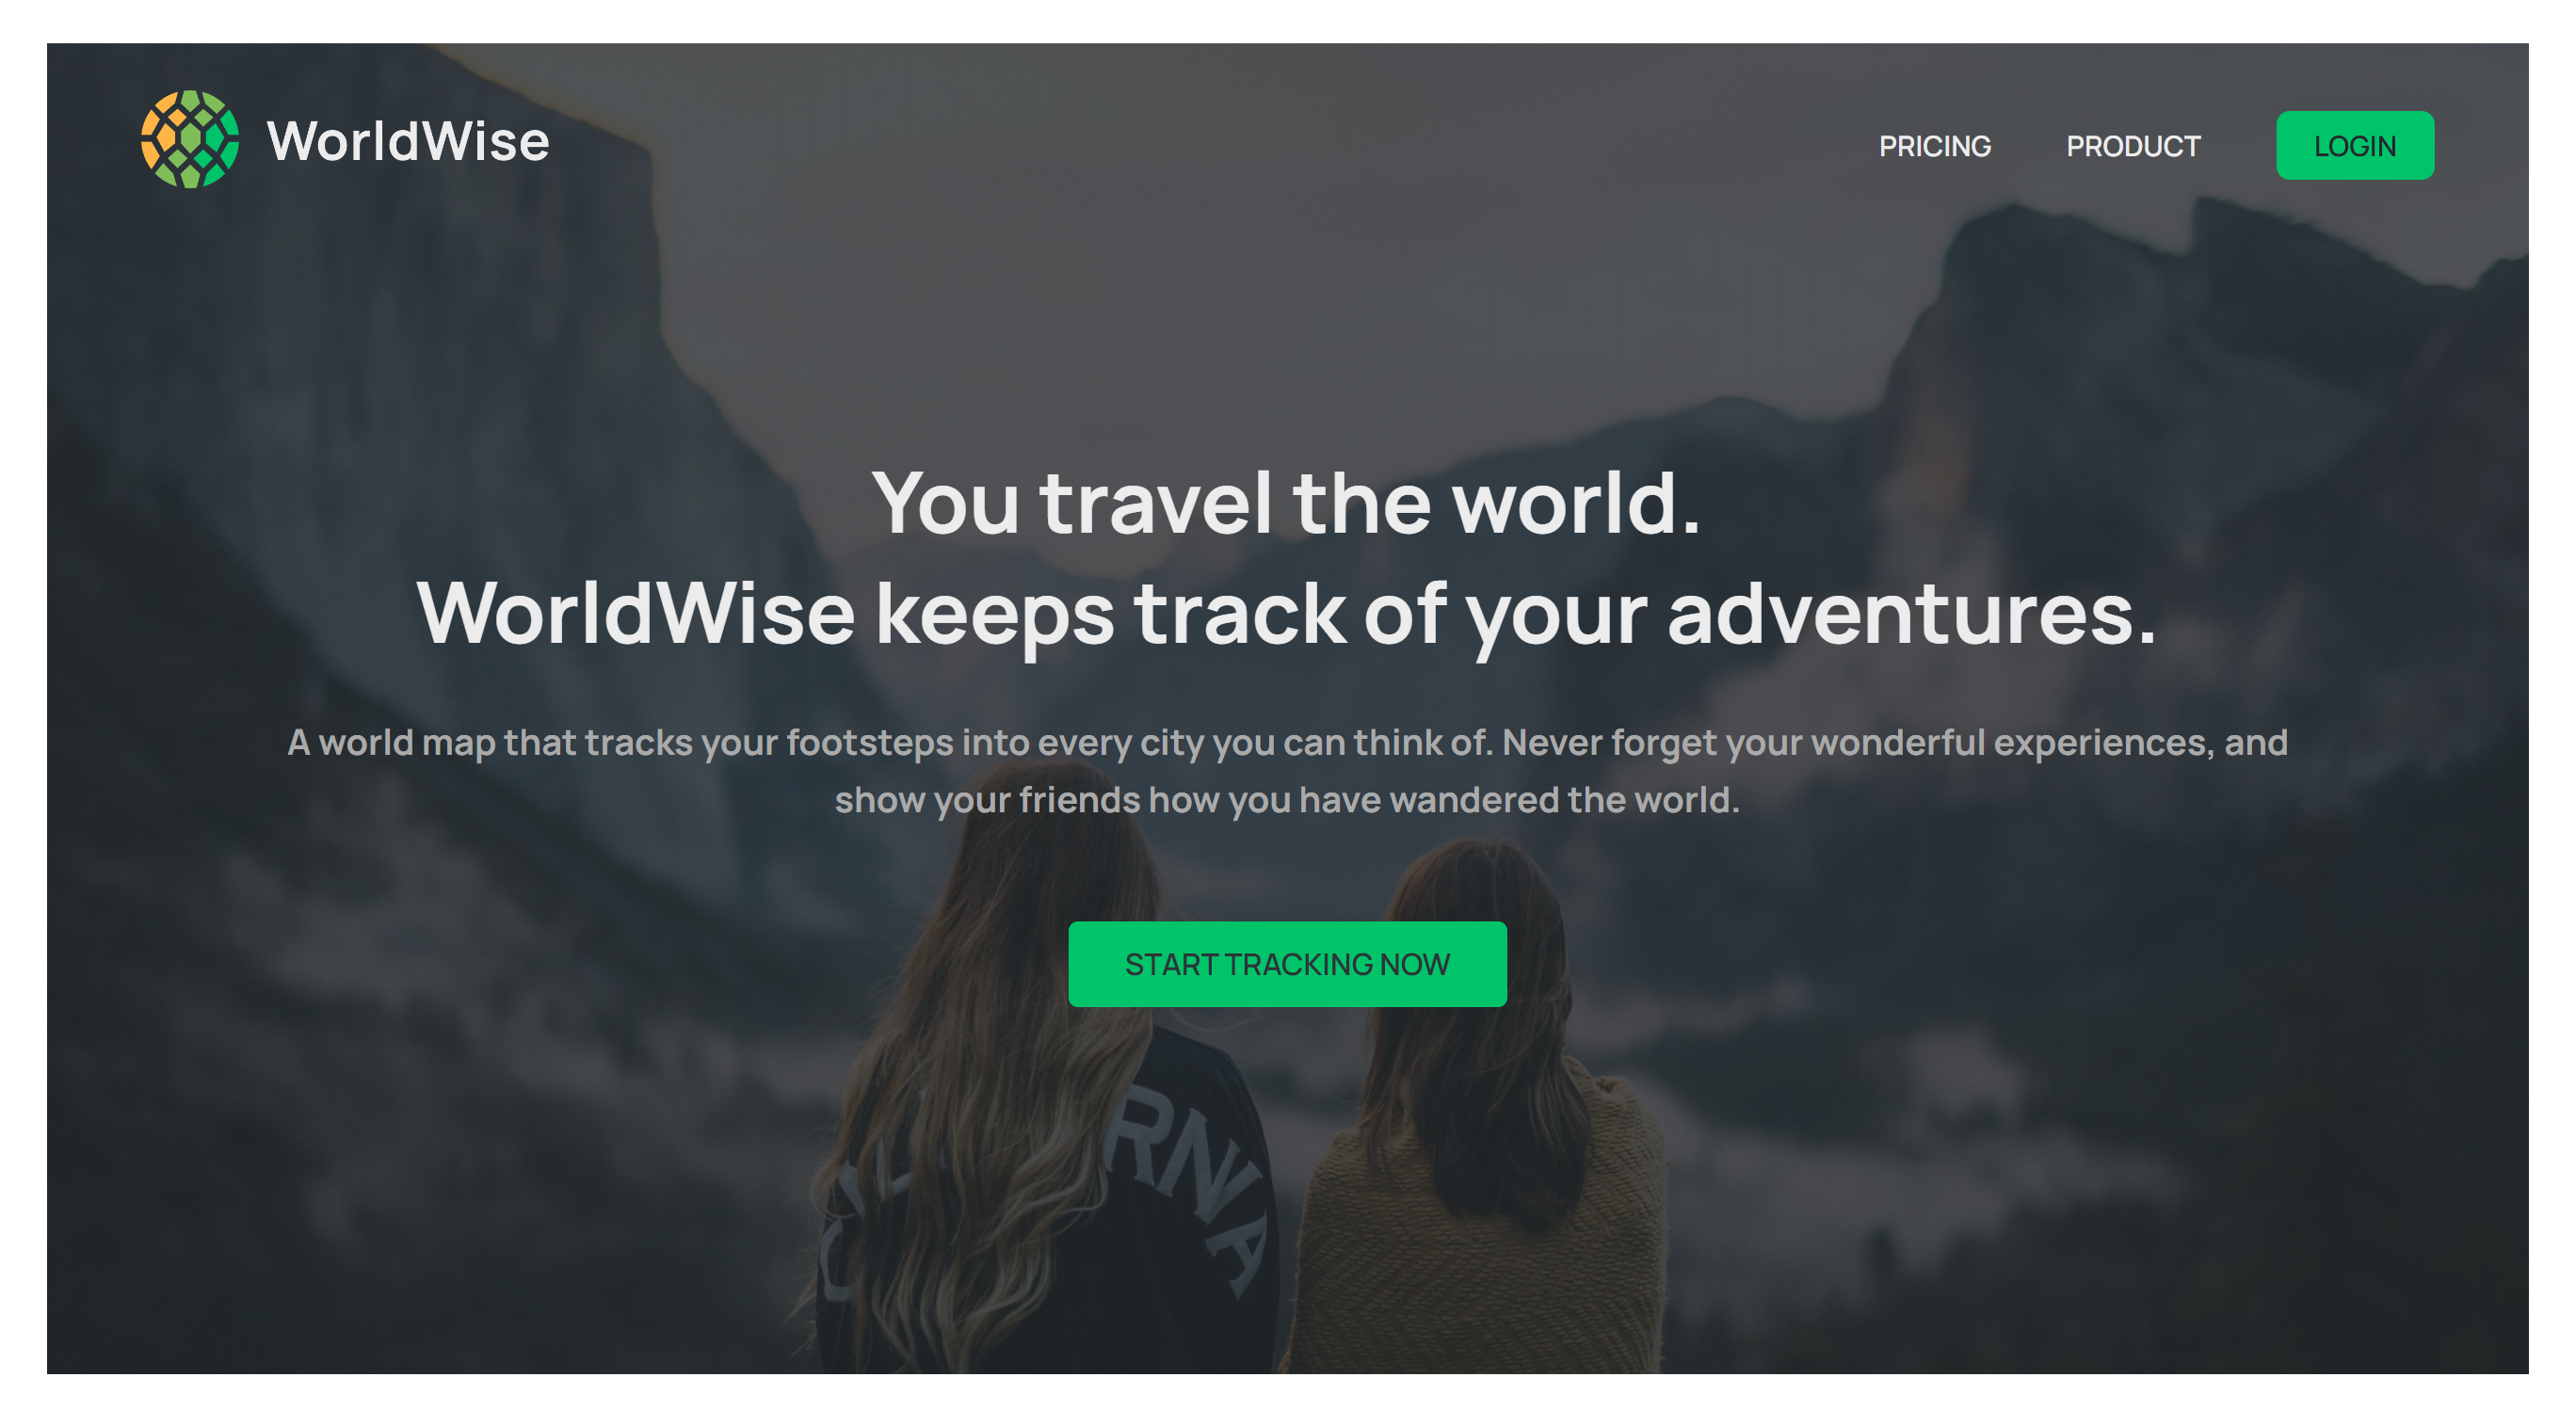 WorldWise
PRICING
PRODUCT
LOGIN
You travel the world.
WorldWise keeps track of your adventures.
A world map that tracks your footsteps into every city you can think of. Never forget your wonderful experiences, and
show your friends how you have wandered the world.
START TRACKING NOW